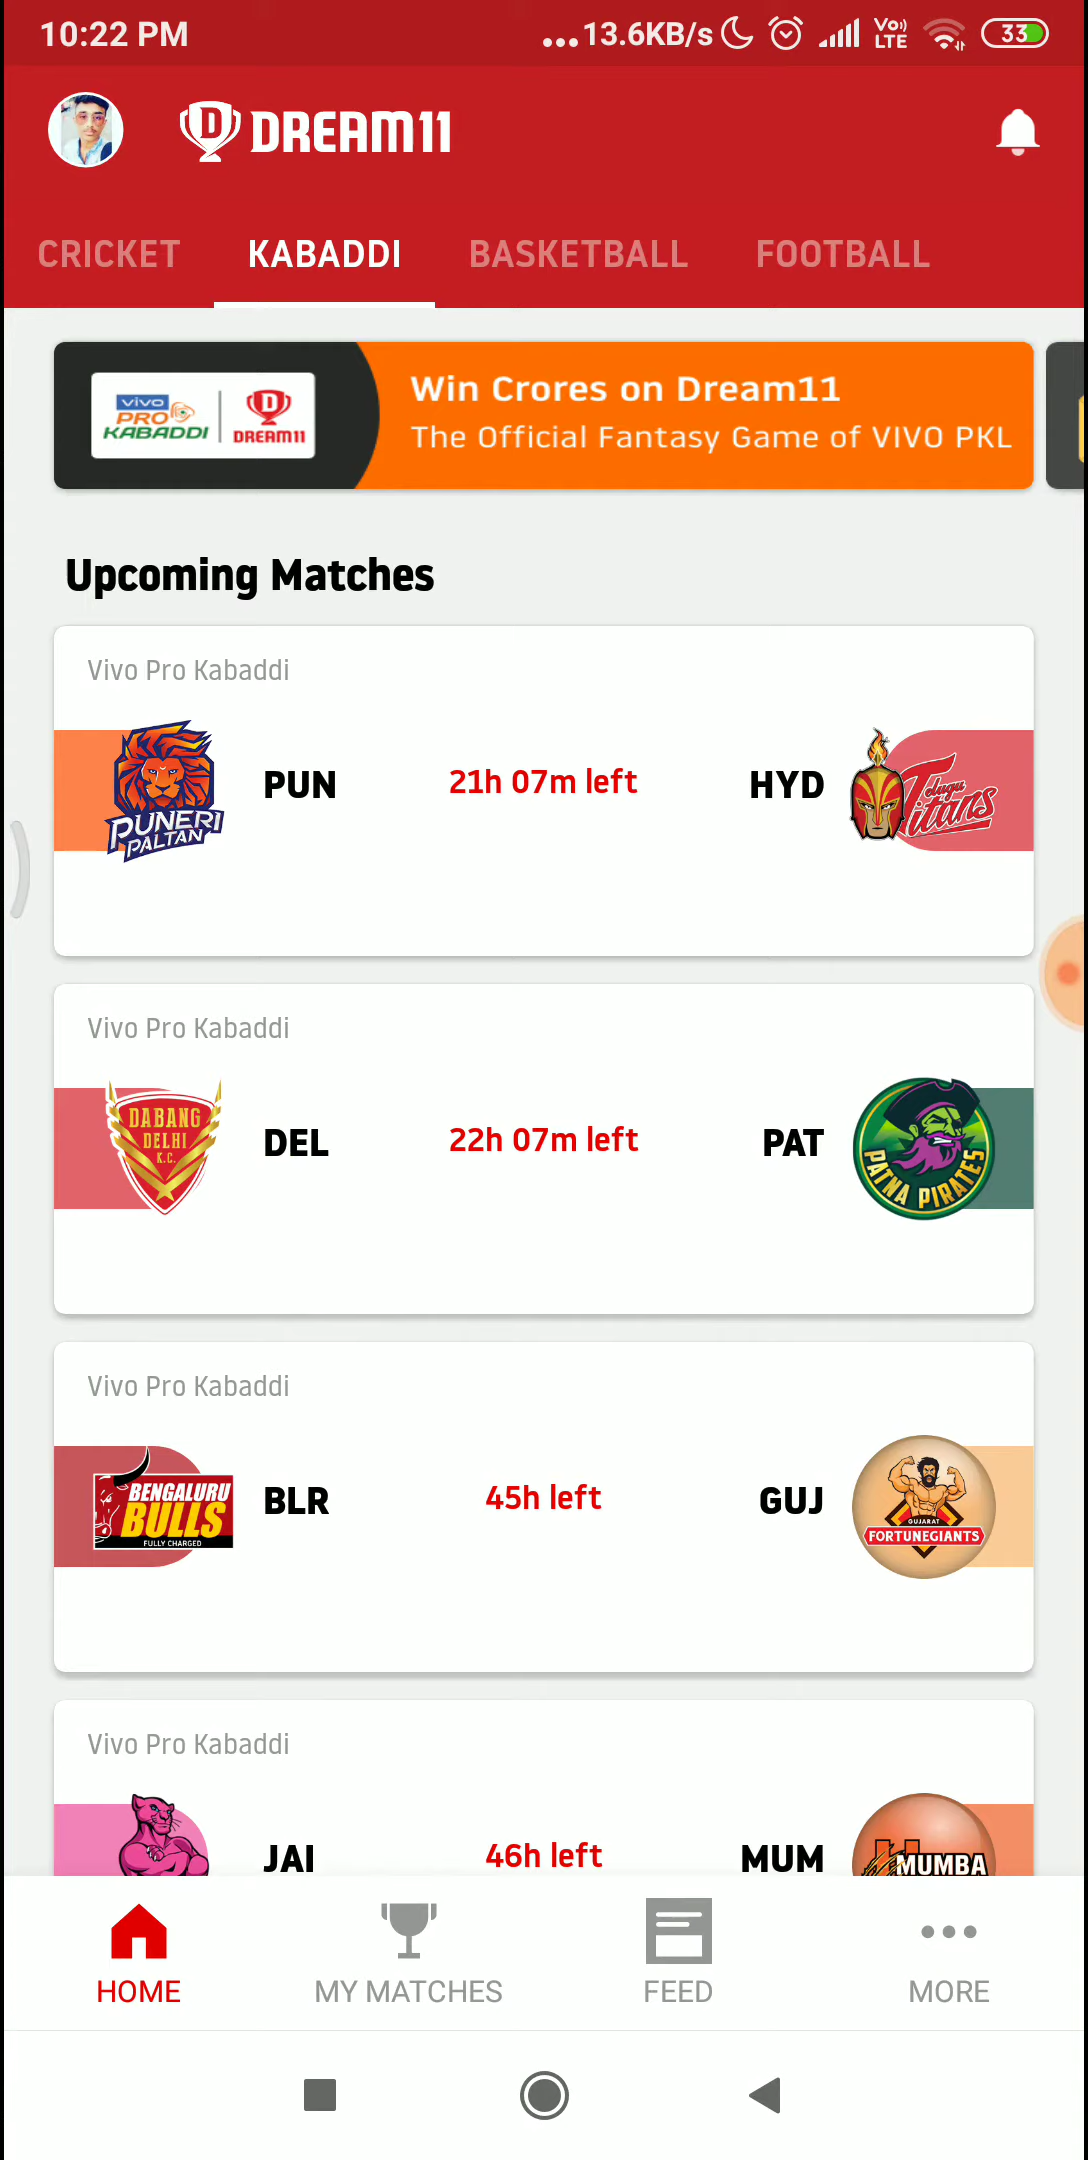 10:22 PM
...13.6KB/s
Vo))
LTE
33
D
DREAM11
CRICKET
KABADDI
BASKETBALL
FOOTBALL
vivo
PRO
KABADDI
DREAM11
Win Crores on Dream11
The Official Fantasy Game of VIVO PKL
Upcoming Matches
Vivo Pro Kabaddi
PUNERI
PALTAN
PUN
21h 07m left
HYD
Telugu
Titans
Vivo Pro Kabaddi
DABANG
DELHI
K.C.
DEL
22h 07m left
PAT
PATNA PIRATES
Vivo Pro Kabaddi
BENGALURU
BULLS
FULLY CHARGED
BLR
45h left
GUJ
GUJARAT
FORTUNEGIANTS
Vivo Pro Kabaddi
JAI
46h left
MUM
U
MUMBA
HOME
MY MATCHES
FEED
MORE